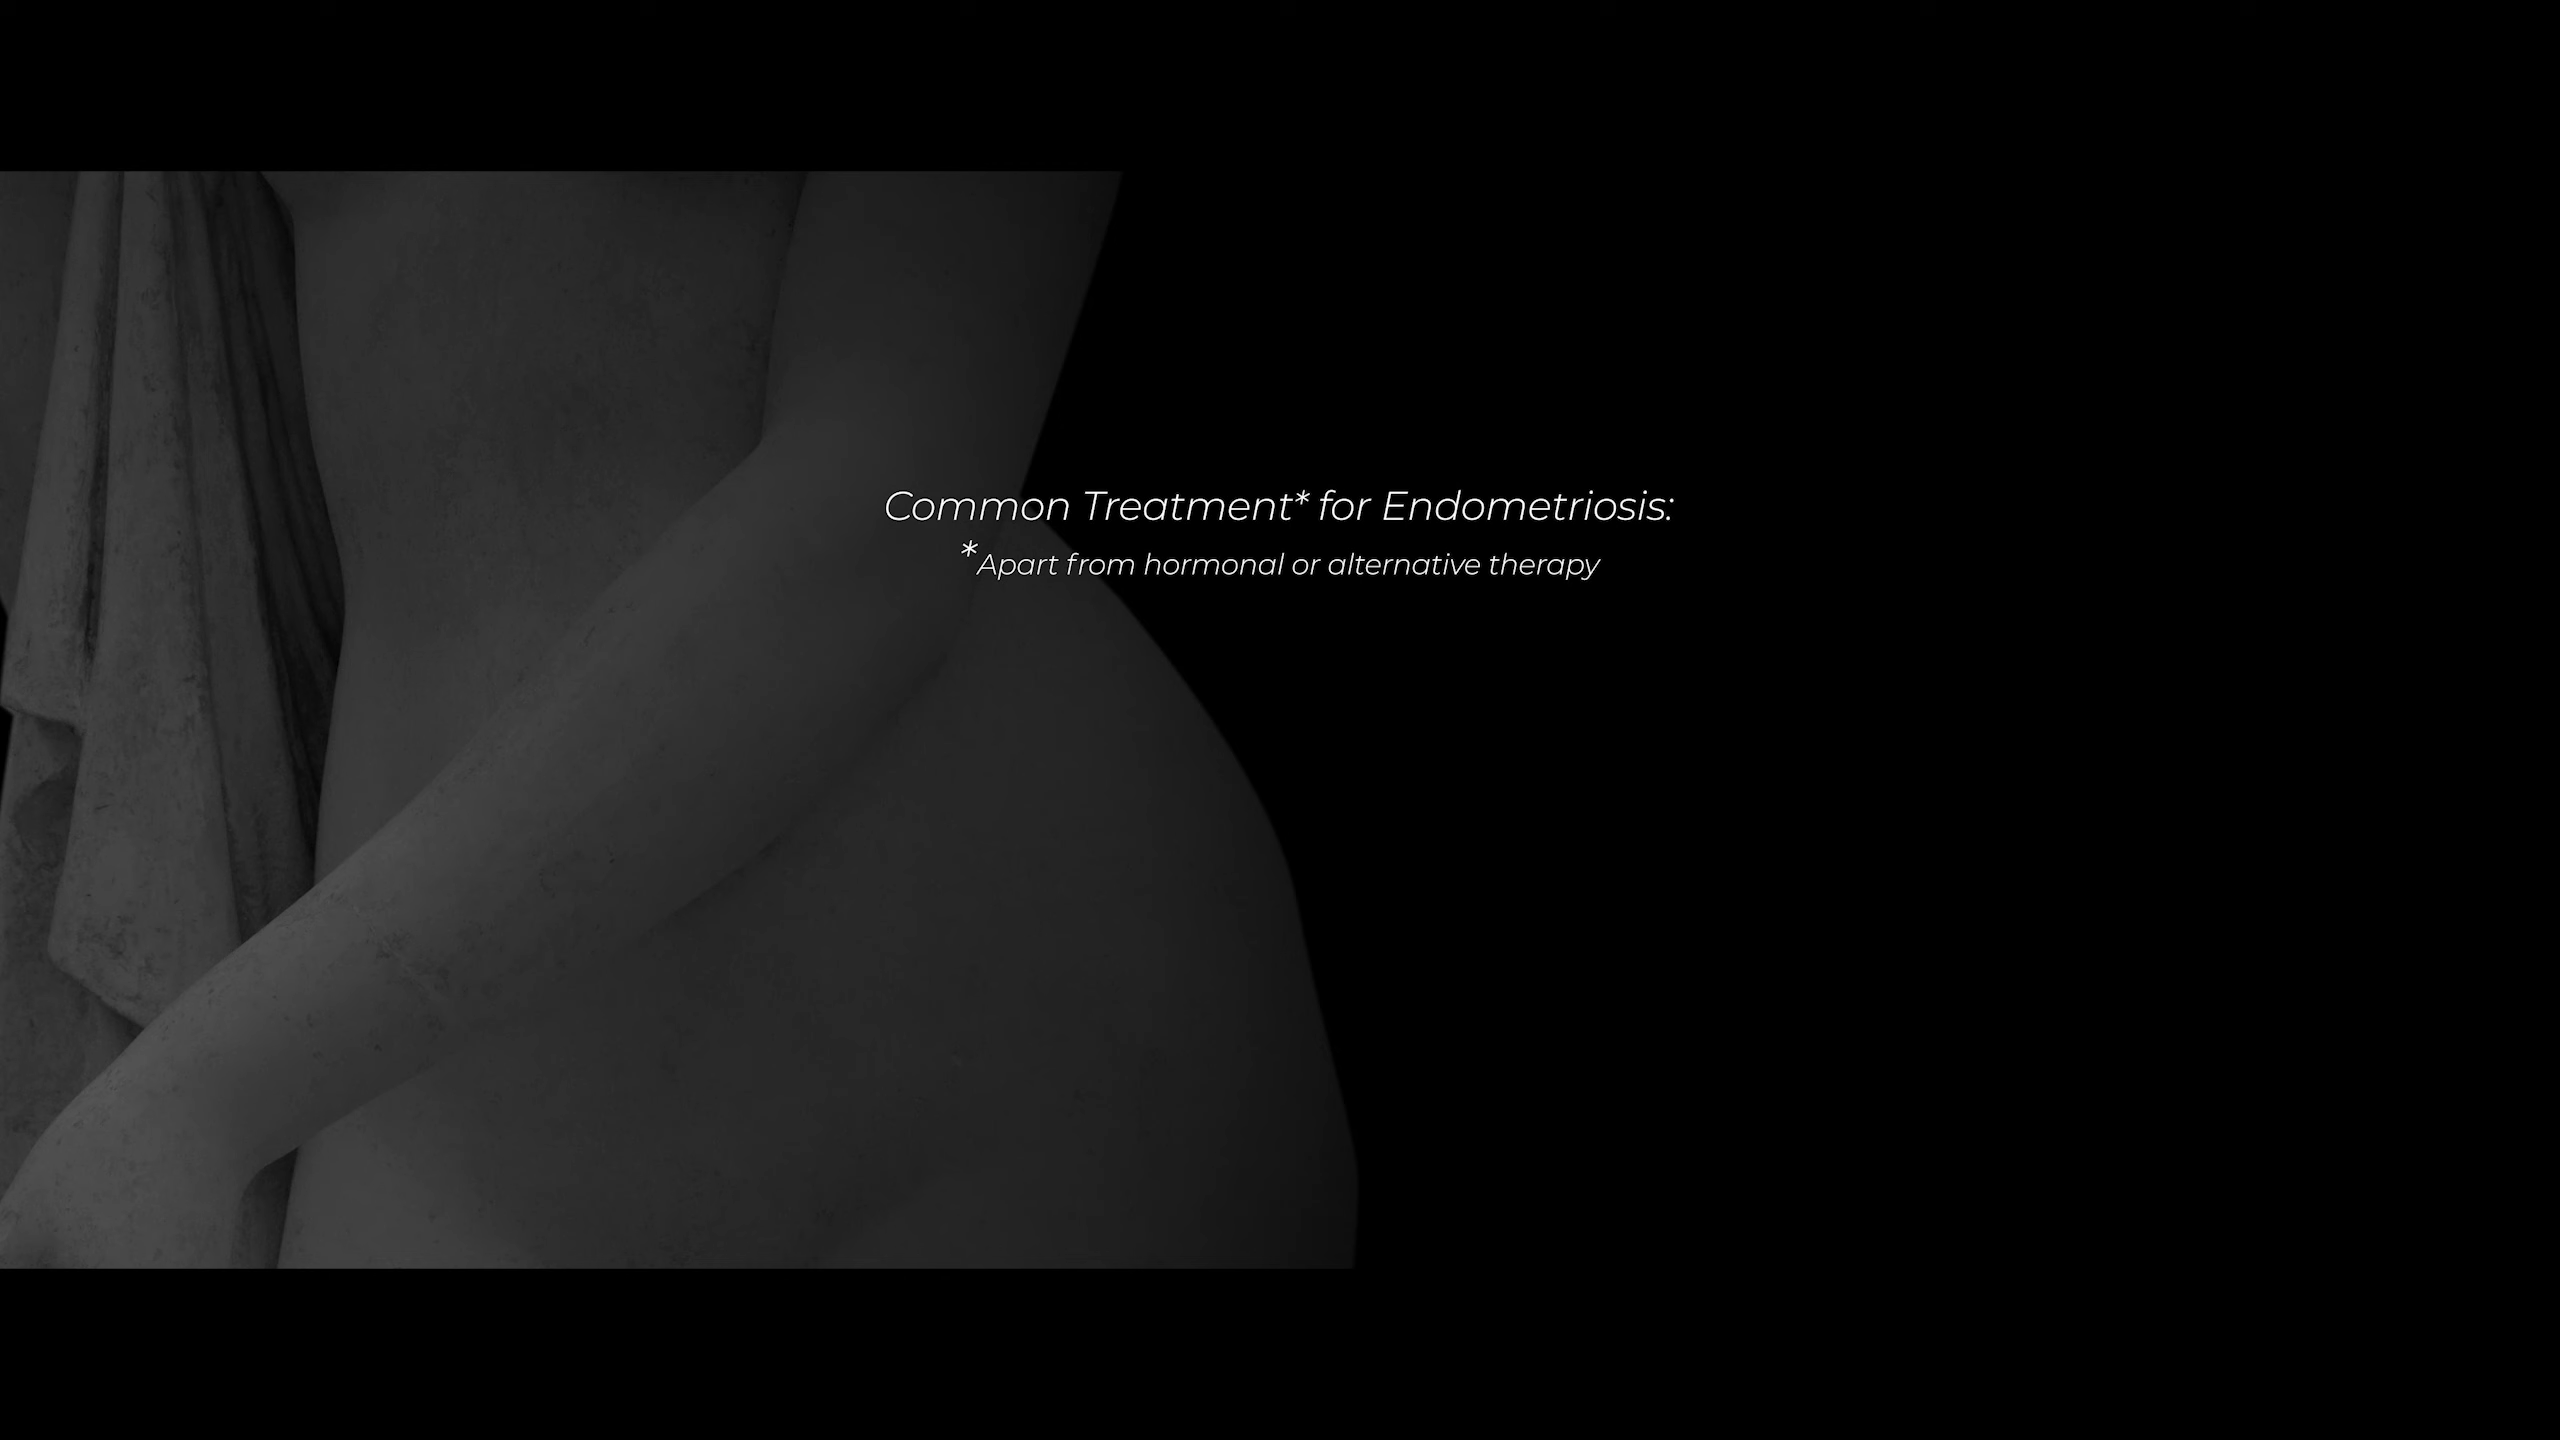 Common Treatment* for Endometriosis:
*Apart from hormonal or alternative therapy